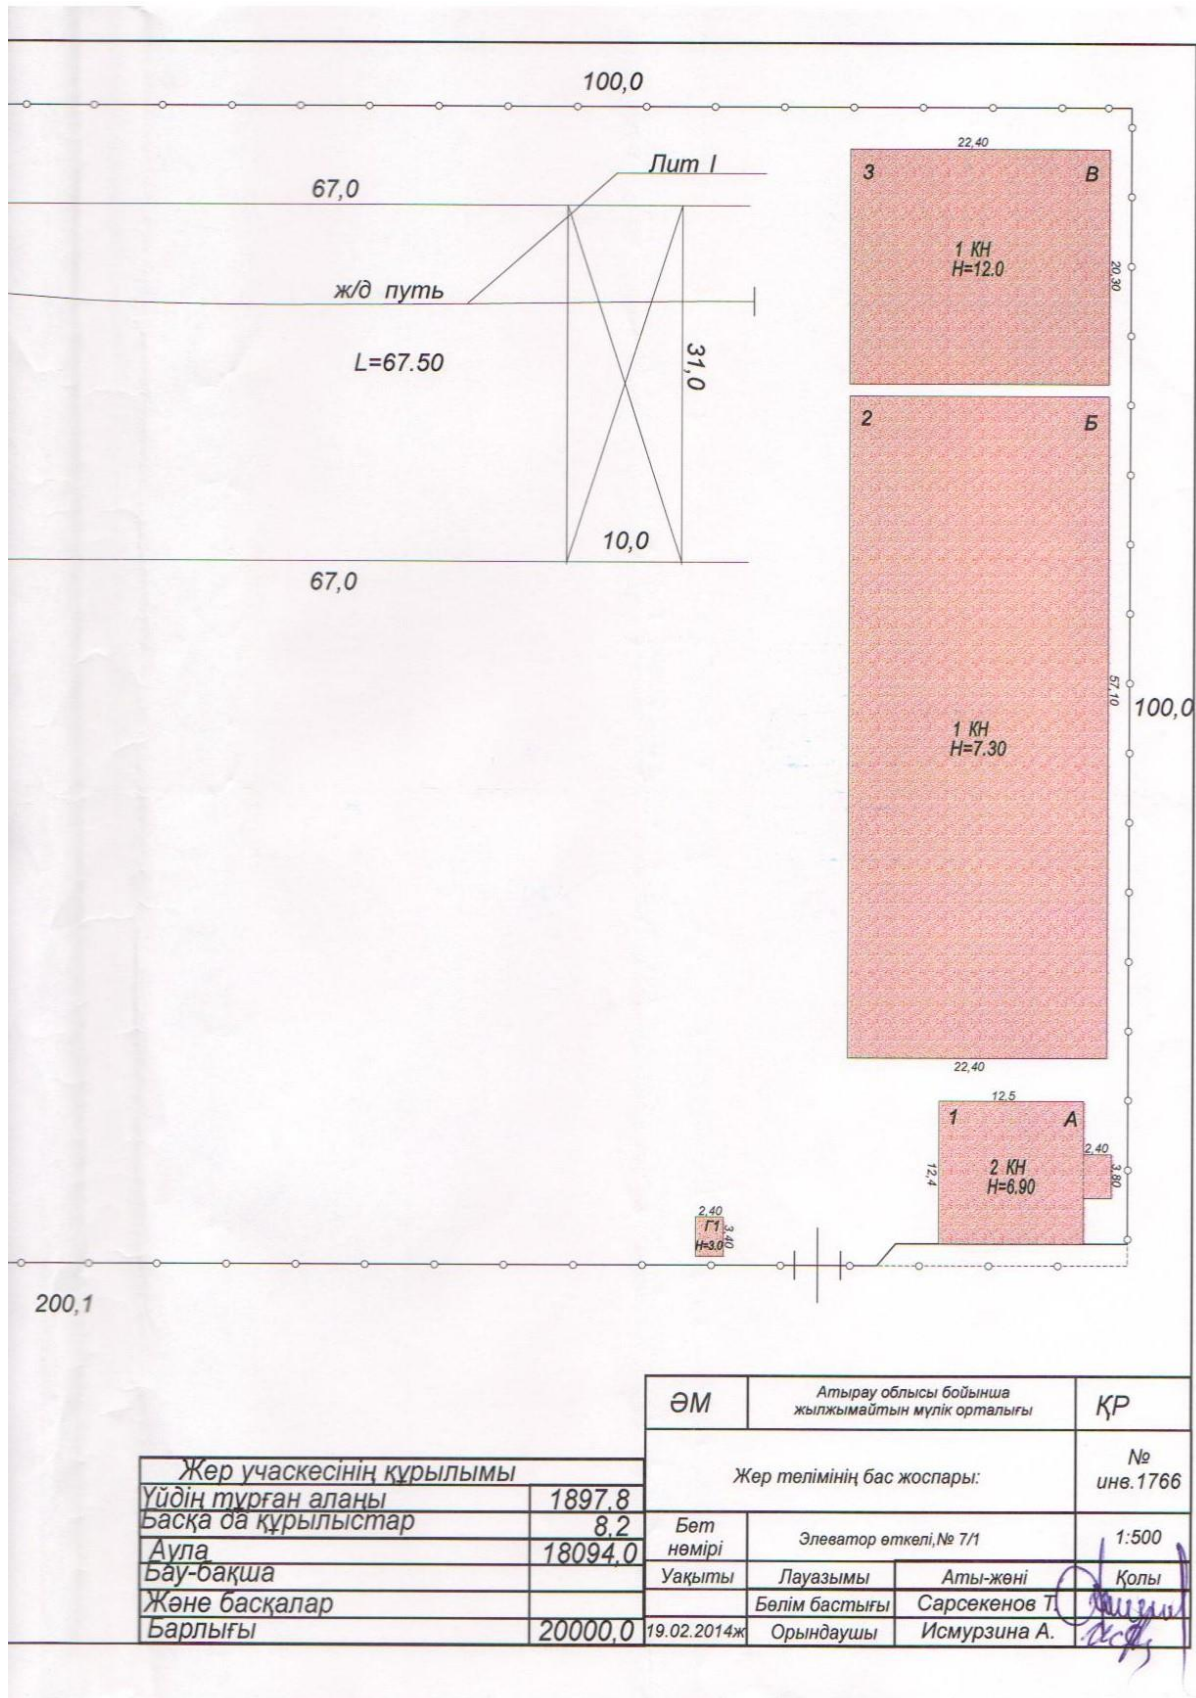 100,0
22,40
Лит I
3
В
67,0
1 КН
Н=12.0
20,30
ж/д путь
L=67.50
31,0
2
Б
10,0
67,0
57,10
100,0
1 КН
Н=7.30
22,40
12,5
1
А
2,40
12,4
2 КН
Н=6.90
3,80
2,40
Г1
3,40
Н=3.0
200,1
ӘМ
Атырау облысы бойынша
жылжымайтын мүлік орталығы
ҚР
Жер телімінің бас жоспары:
№
инв.1766
Жер учаскесінің құрылымы
Үйдің тұрған алаңы 1897,8
Басқа да құрылыстар 8,2
Аула 18094,0
Бау-бақша
Және басқалар
Барлығы 20000,0
Бет
нөмірі
Элеватор өткелі,№ 7/1
1:500
Уақыты Лауазымы Аты-жөні Қолы
Бөлім бастығы Сарсекенов Т.
19.02.2014ж Орындаушы Исмурзина А.